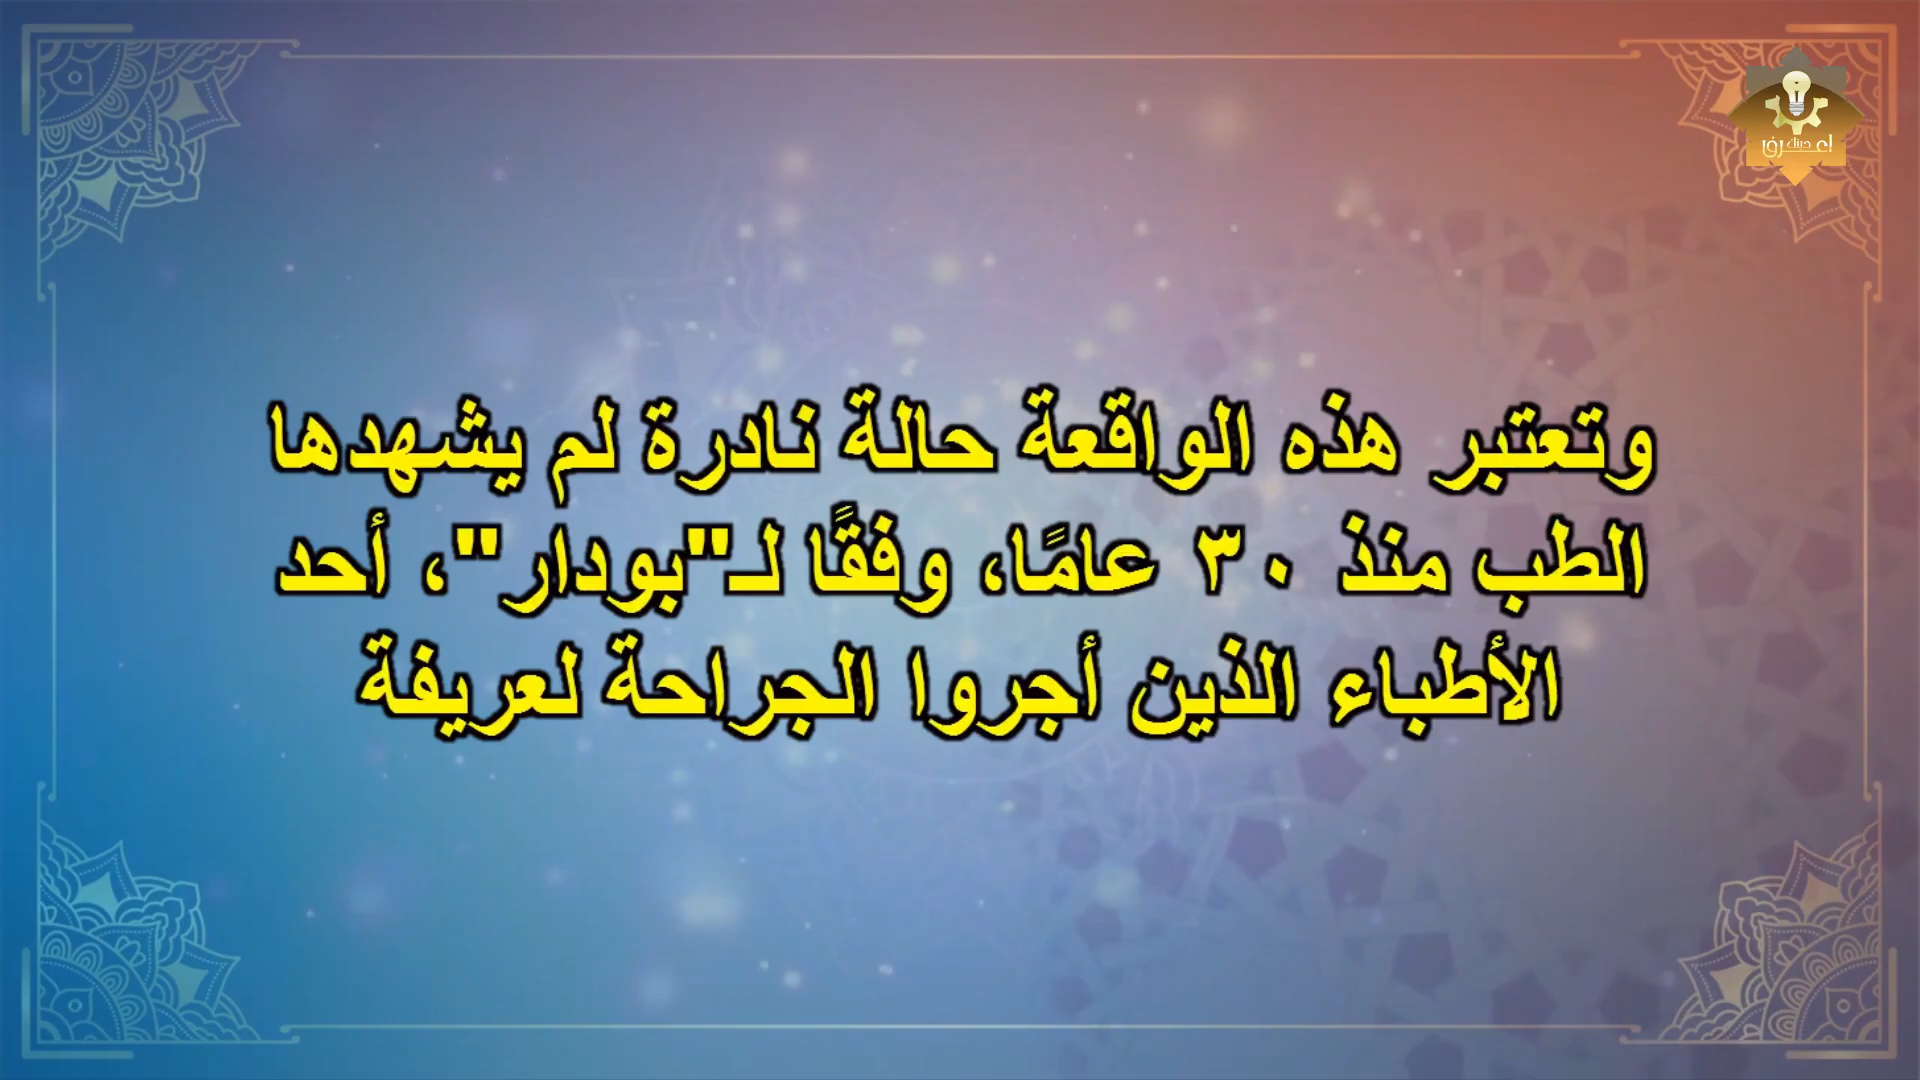 وتعتبر هذه الواقعة حالة نادرة لم يشهدها
الطب منذ ٣٠ عامًا، وفقًا لـ"بودار"، أحد
الأطباء الذين أجروا الجراحة لعريفة